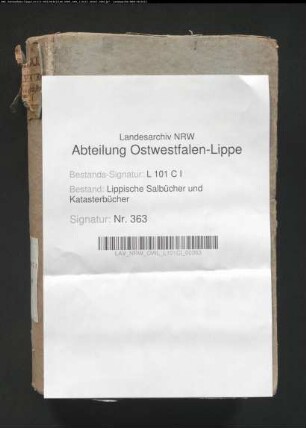 Landesarchiv NRW
Abteilung Ostwestfalen-Lippe
Bestands-Signatur: L 101 C I
Bestand: Lippische Salbücher und
Katasterbücher
Signatur: Nr. 363